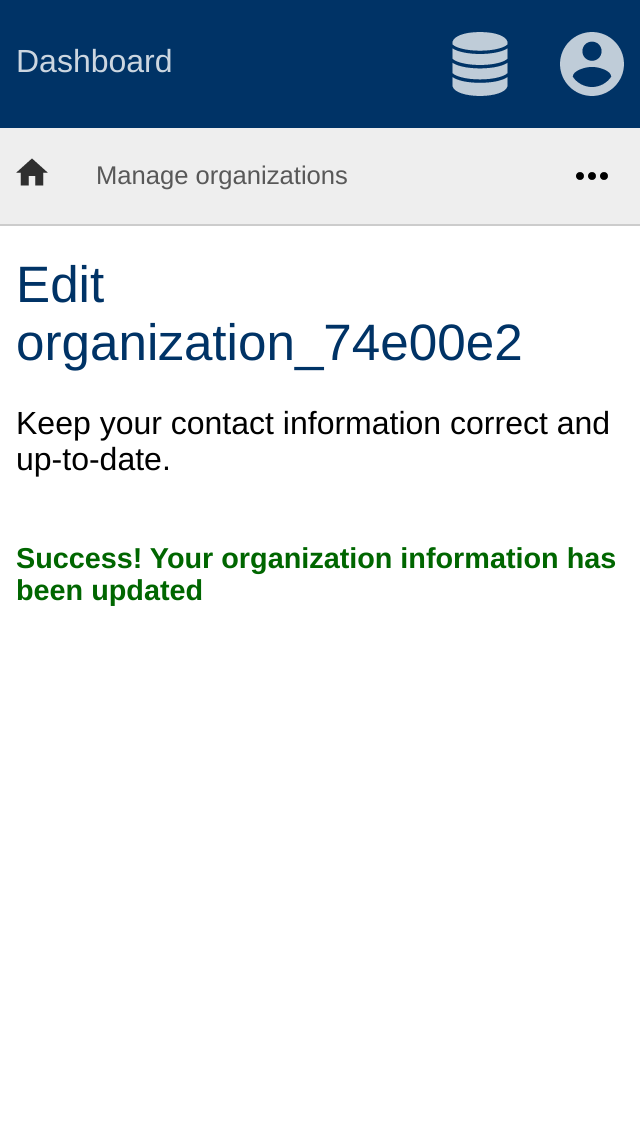 Dashboard
Manage organizations
Edit
organization_74e00e2
Keep your contact information correct and
up-to-date.
Success! Your organization information has
been updated